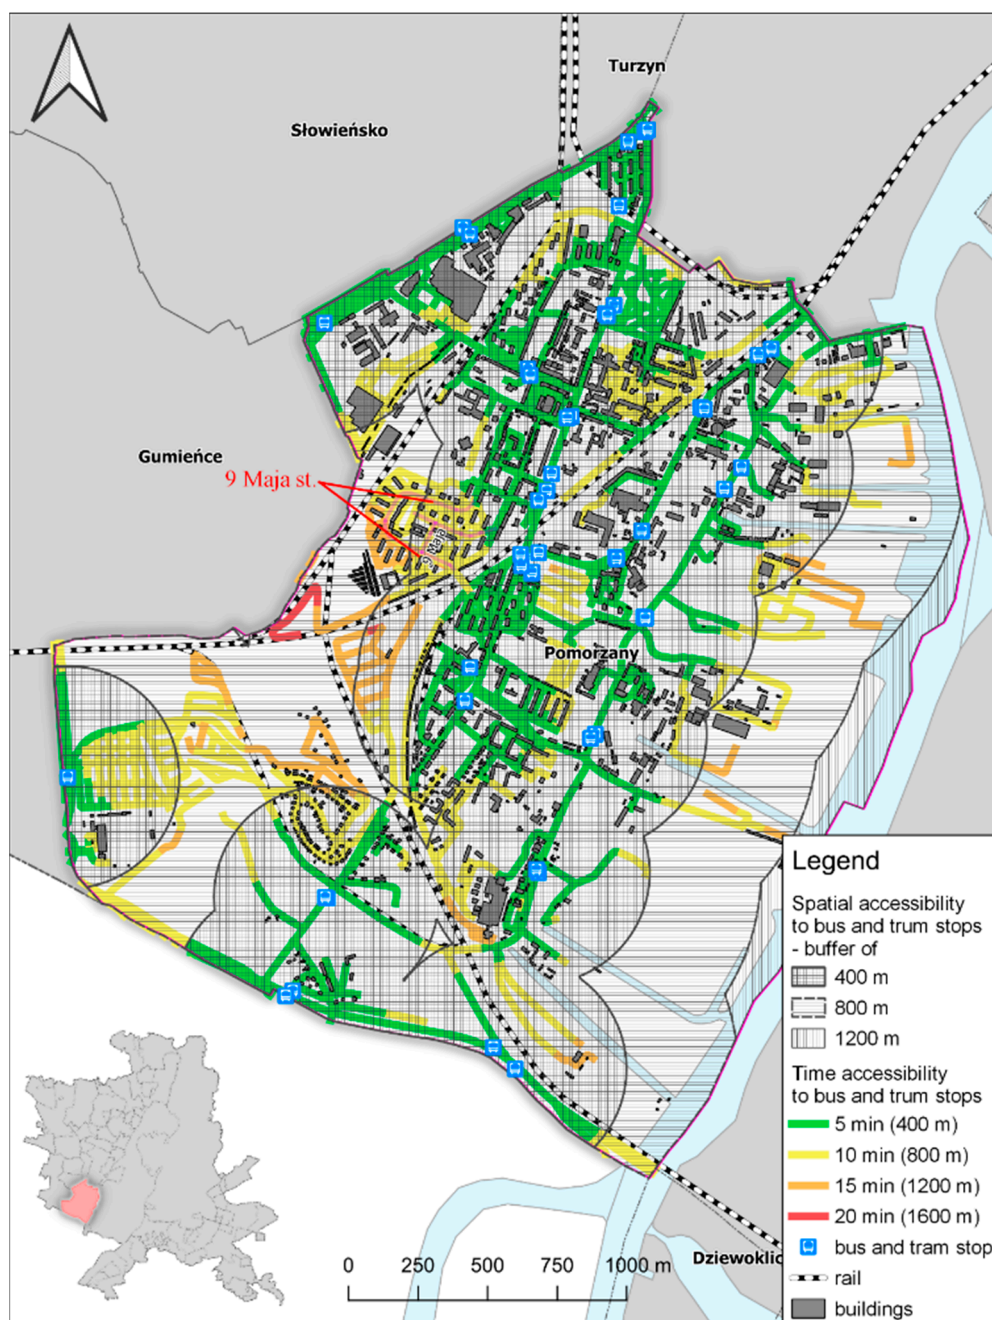 Turzyn
Słowieńsko
Gumieńce
9 Maja st.
9 Maja
Pomorzany
Legend
Spatial accessibility
to bus and trum stops
- buffer of
400 m
800 m
1200 m
Time accessibility
to bus and trum stops
5 min (400 m)
10 min (800 m)
15 min (1200 m)
20 min (1600 m)
bus and tram stop
rail
buildings
0 250 500 750 1000 m
Dziewoklic